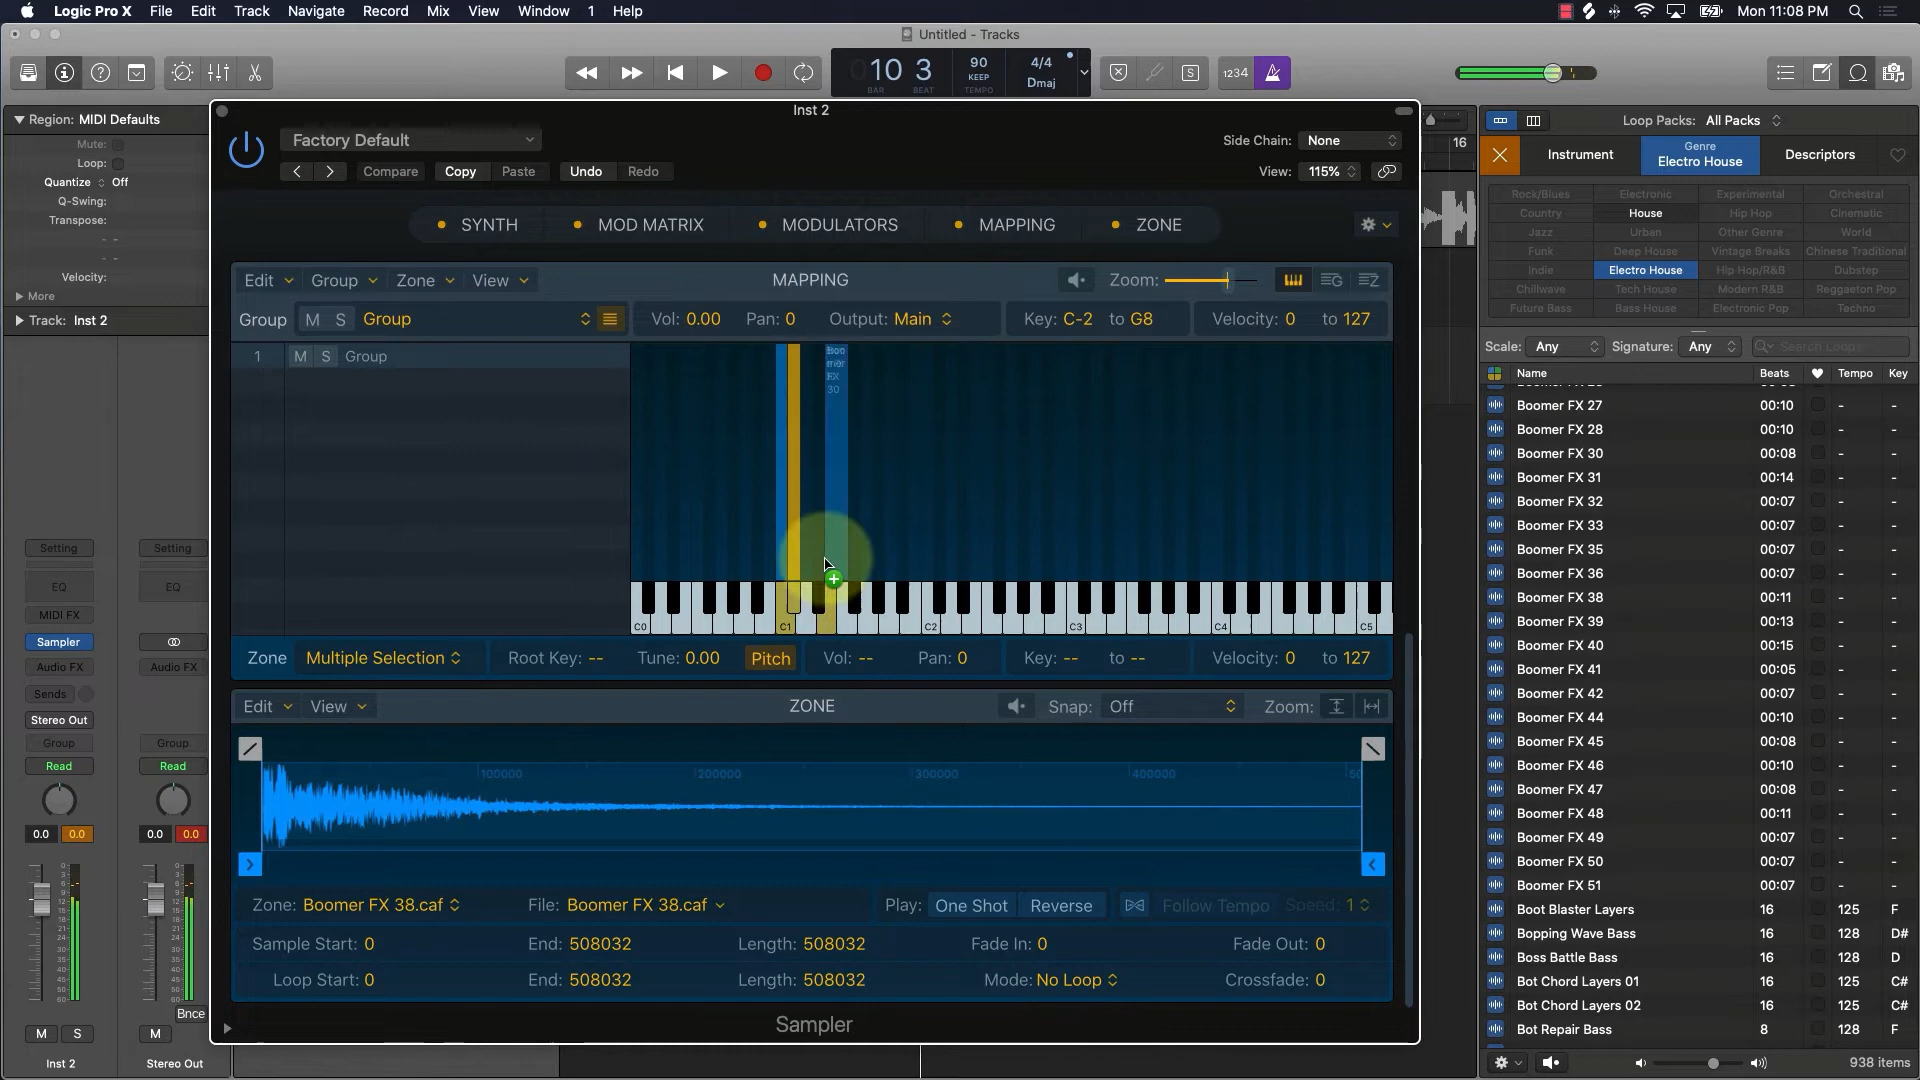 Logic Pro X File Edit Track Navigate Record Mix View Window 1 Help Mon 11:08 PM
Untitled - Tracks
10 3 90 KEEP 4/4 Dmaj
BAR BEAT TEMPO
S 1234
Region: MIDI Defaults
Mute:
Loop:
Quantize Off
Q-Swing:
Transpose:
Velocity:
More
Track: Inst 2
Setting Setting
EQ EQ
MIDI FX
Sampler
Audio FX Audio FX
Sends
Stereo Out
Group Group
Read Read
0.0 0.0 0.0 0.0
Bnce
M S M
Inst 2 Stereo Out
Inst 2
Factory Default Side Chain: None
Compare Copy Paste Undo Redo View: 115%
SYNTH MOD MATRIX MODULATORS MAPPING ZONE
Edit Group Zone View MAPPING Zoom:
Group M S Group Vol: 0.00 Pan: 0 Output: Main Key: C-2 to G8 Velocity: 0 to 127
1 M S Group
Boo
mer
FX
30
C0 C1 C2 C3 C4 C5
Zone Multiple Selection Root Key: -- Tune: 0.00 Pitch Vol: -- Pan: 0 Key: -- to -- Velocity: 0 to 127
Edit View ZONE Snap: Off Zoom:
100000 200000 300000 400000
Zone: Boomer FX 38.caf File: Boomer FX 38.caf Play: One Shot Reverse Follow Tempo Speed: 1
Sample Start: 0 End: 508032 Length: 508032 Fade In: 0 Fade Out: 0
Loop Start: 0 End: 508032 Length: 508032 Mode: No Loop Crossfade: 0
Sampler
16
Loop Packs: All Packs
Instrument Genre Electro House Descriptors
Rock/Blues Electronic Experimental Orchestral
Country House Hip Hop Cinematic
Jazz Urban Other Genre World
Funk Deep House Vintage Breaks Chinese Traditional
Indie Electro House Hip Hop/R&B Dubstep
Chillwave Tech House Modern R&B Reggaeton Pop
Future Bass Bass House Electronic Pop Techno
Scale: Any Signature: Any Search Loops
Name Beats Tempo Key
Boomer FX 27 00:10 - -
Boomer FX 28 00:10 - -
Boomer FX 30 00:08 - -
Boomer FX 31 00:14 - -
Boomer FX 32 00:07 - -
Boomer FX 33 00:07 - -
Boomer FX 35 00:07 - -
Boomer FX 36 00:07 - -
Boomer FX 38 00:11 - -
Boomer FX 39 00:13 - -
Boomer FX 40 00:15 - -
Boomer FX 41 00:05 - -
Boomer FX 42 00:07 - -
Boomer FX 44 00:10 - -
Boomer FX 45 00:08 - -
Boomer FX 46 00:10 - -
Boomer FX 47 00:08 - -
Boomer FX 48 00:11 - -
Boomer FX 49 00:07 - -
Boomer FX 50 00:07 - -
Boomer FX 51 00:07 - -
Boot Blaster Layers 16 125 F
Bopping Wave Bass 16 128 D#
Boss Battle Bass 16 128 D
Bot Chord Layers 01 16 125 C#
Bot Chord Layers 02 16 125 C#
Bot Repair Bass 8 128 F
938 items